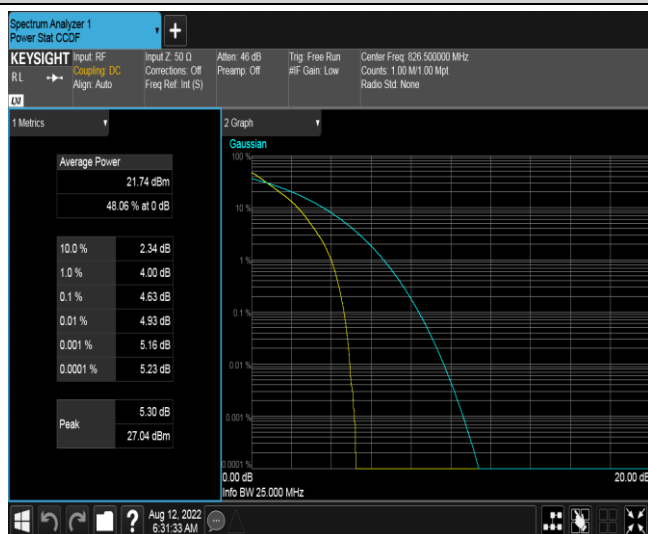 Spectrum Analyzer 1
Power Stat CCDF
+
KEYSIGHT
Input: RF
Coupling: DC
Align: Auto
Input Z: 50 Ω
Corrections: Off
Freq Ref: Int (S)
Atten: 46 dB
Preamp: Off
Trig: Free Run
#IF Gain: Low
Center Freq: 826.500000 MHz
Counts: 1.00 M/1.00 Mpt
Radio Std: None
R L
LXI
1 Metrics
Average Power
21.74 dBm
48.06 % at 0 dB
10.0 % 2.34 dB
1.0 % 4.00 dB
0.1 % 4.63 dB
0.01 % 4.93 dB
0.001 % 5.16 dB
0.0001 % 5.23 dB
Peak
5.30 dB
27.04 dBm
2 Graph
Gaussian
100 %
10 %
1 %
0.1 %
0.01 %
0.001 %
0.0001 %
0.00 dB
20.00 dB
Info BW 25.000 MHz
?
Aug 12, 2022
6:31:33 AM